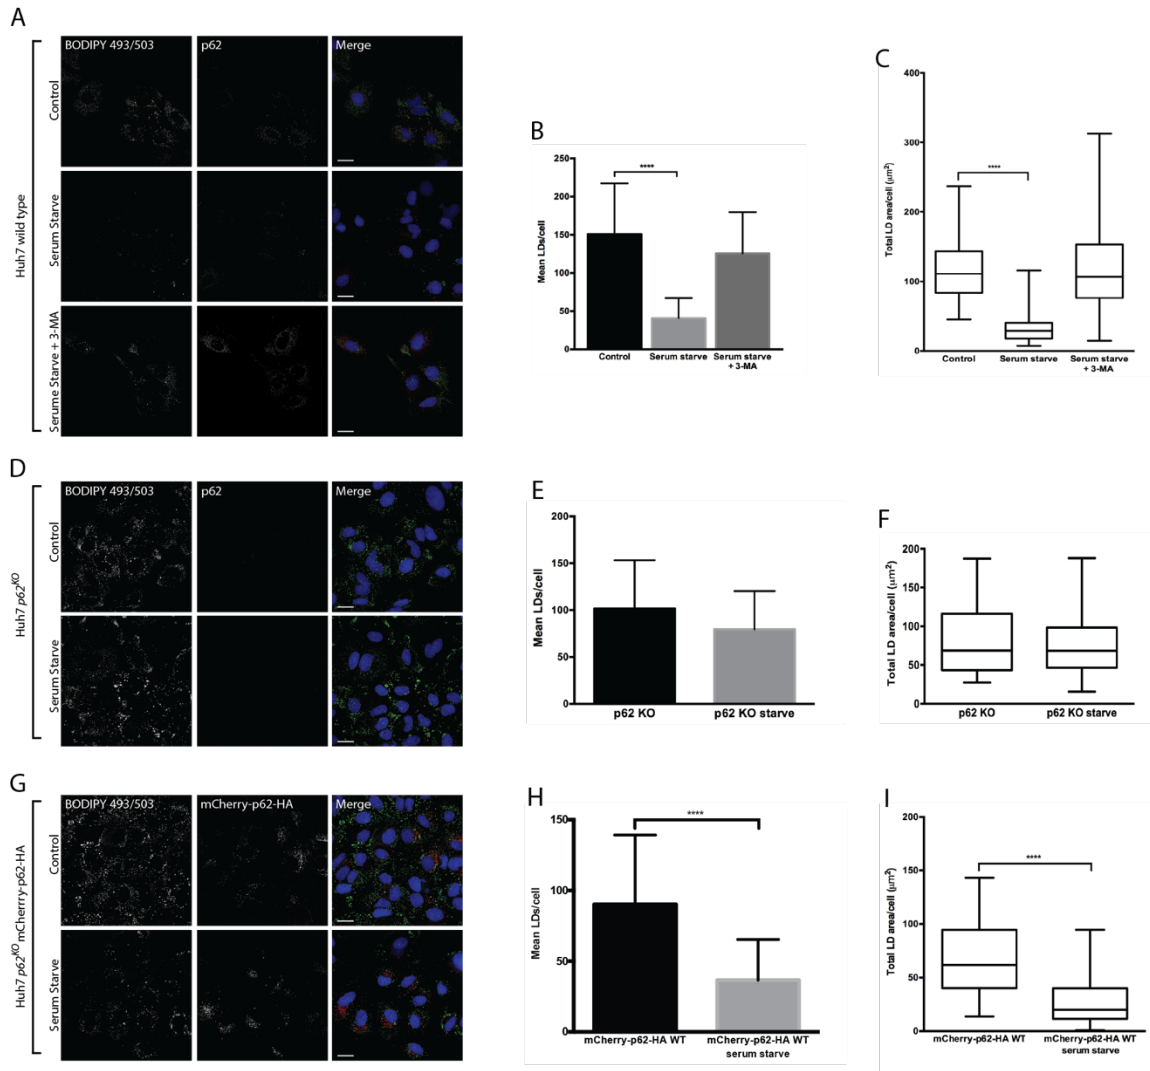 A
Huh7 wild type
BODIPY 493/503
p62
Merge
Control
Serum Starve
Serume Starve + 3-MA
B
Mean LDs/cell
250
200
150
100
50
0
****
Control
Serum starve
Serum starve
+ 3-MA
C
Total LD area/cell (μm²)
400
300
200
100
0
****
Control
Serum starve
Serum starve
+ 3-MA
D
Huh7 p62KO
BODIPY 493/503
p62
Merge
Control
Serum Starve
E
Mean LDs/cell
200
150
100
50
0
p62 KO
p62 KO starve
F
Total LD area/cell (μm²)
200
150
100
50
0
p62 KO
p62 KO starve
G
Huh7 p62KO mCherrry-p62-HA
BODIPY 493/503
mCherry-p62-HA
Merge
Control
Serum Starve
H
Mean LDs/cell
150
100
50
0
****
mCherry-p62-HA WT
mCherry-p62-HA WT
serum starve
I
Total LD area/cell (μm²)
200
150
100
50
0
****
mCherry-p62-HA WT
mCherry-p62-HA WT
serum starve